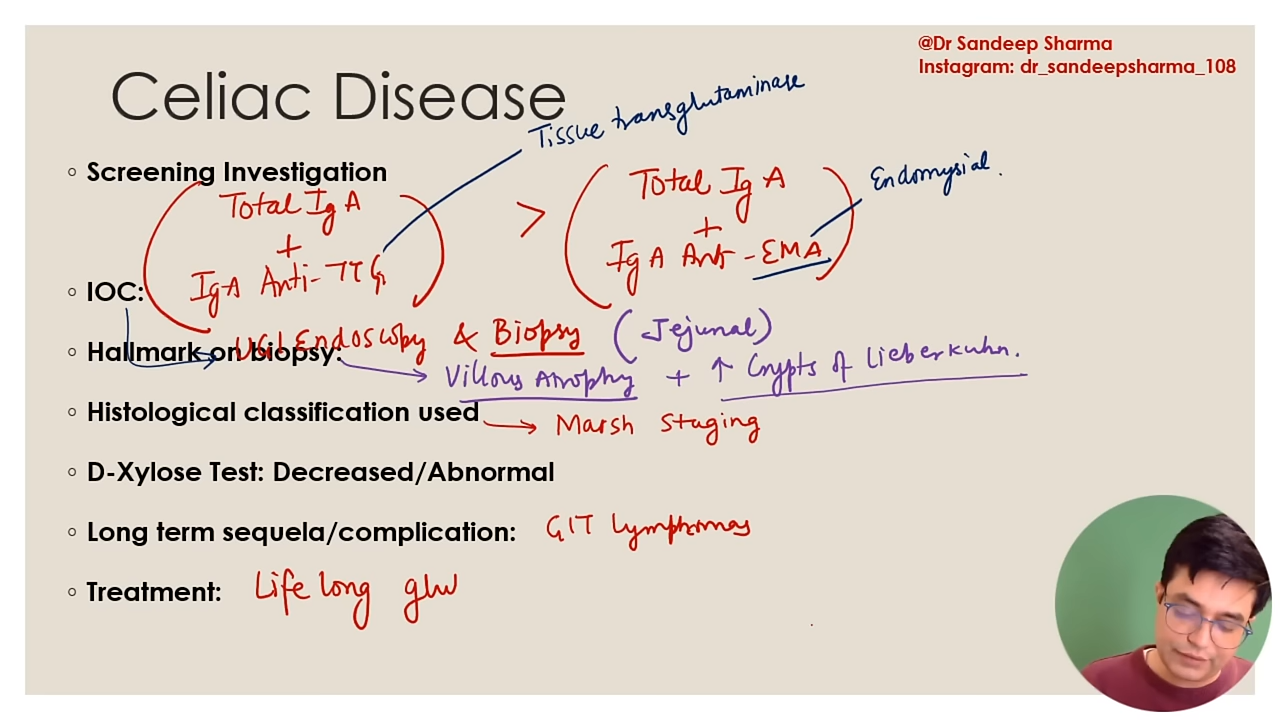 @Dr Sandeep Sharma
Instagram: dr_sandeepsharma_108
Celiac Disease
Tissue transglutaminase
◦ Screening Investigation
Total IgA
+
IgA Anti-TTG
>
Total IgA
+
IgA Ant-EMA
Endomysial.
◦ IOC:
UGI Endoscopy & Biopsy (Jejunal)
◦ Hallmark on biopsy:
Villous Atrophy + ↑ Crypts of Lieberkuhn.
◦ Histological classification used → Marsh Staging
◦ D-Xylose Test: Decreased/Abnormal
◦ Long term sequela/complication: GIT lymphomas
◦ Treatment: Life long glu